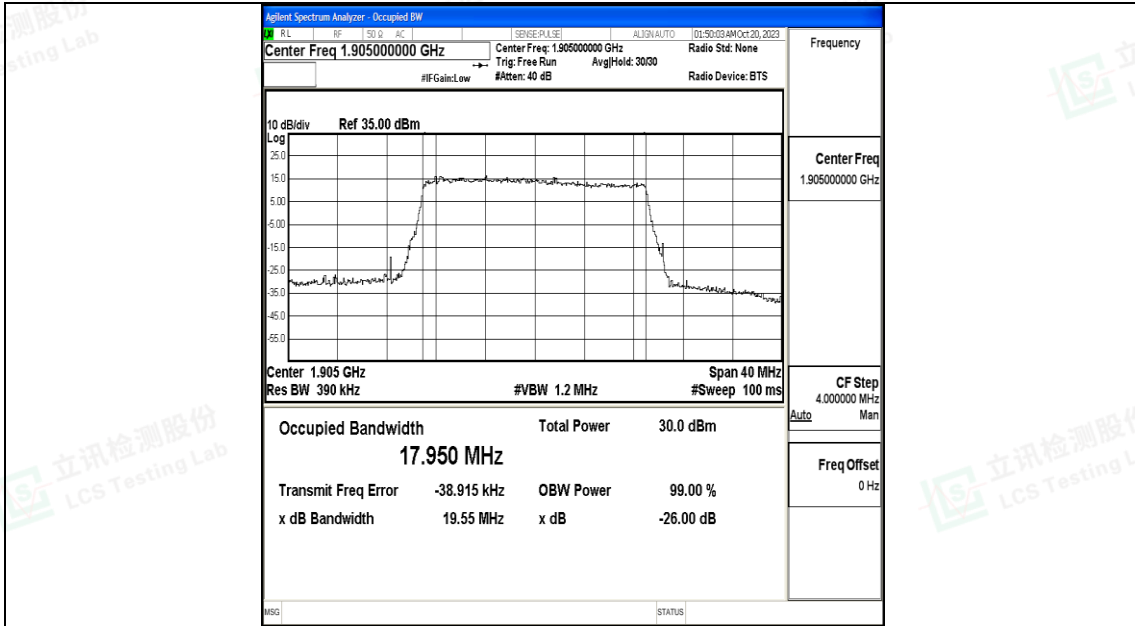 Agilent Spectrum Analyzer - Occupied BW
RL RF 50 Ω AC SENSE:PULSE ALIGN AUTO 01:50:03 AM Oct 20, 2023
Center Freq 1.905000000 GHz
Center Freq: 1.905000000 GHz
Radio Std: None
Trig: Free Run Avg|Hold: 30/30
#IFGain:Low #Atten: 40 dB Radio Device: BTS
10 dB/div Ref 35.00 dBm
Log
25.0
15.0
5.00
-5.00
-15.0
-25.0
-35.0
-45.0
-55.0
Center 1.905 GHz Span 40 MHz
Res BW 390 kHz #VBW 1.2 MHz #Sweep 100 ms
Occupied Bandwidth Total Power 30.0 dBm
17.950 MHz
Transmit Freq Error -38.915 kHz OBW Power 99.00 %
x dB Bandwidth 19.55 MHz x dB -26.00 dB
MSG STATUS
Frequency
Center Freq
1.905000000 GHz
CF Step
4.000000 MHz
Auto Man
Freq Offset
0 Hz
立讯检测股份
LCS Testing Lab
立讯检测股份
LCS Testing L
测股份
sting Lab
立